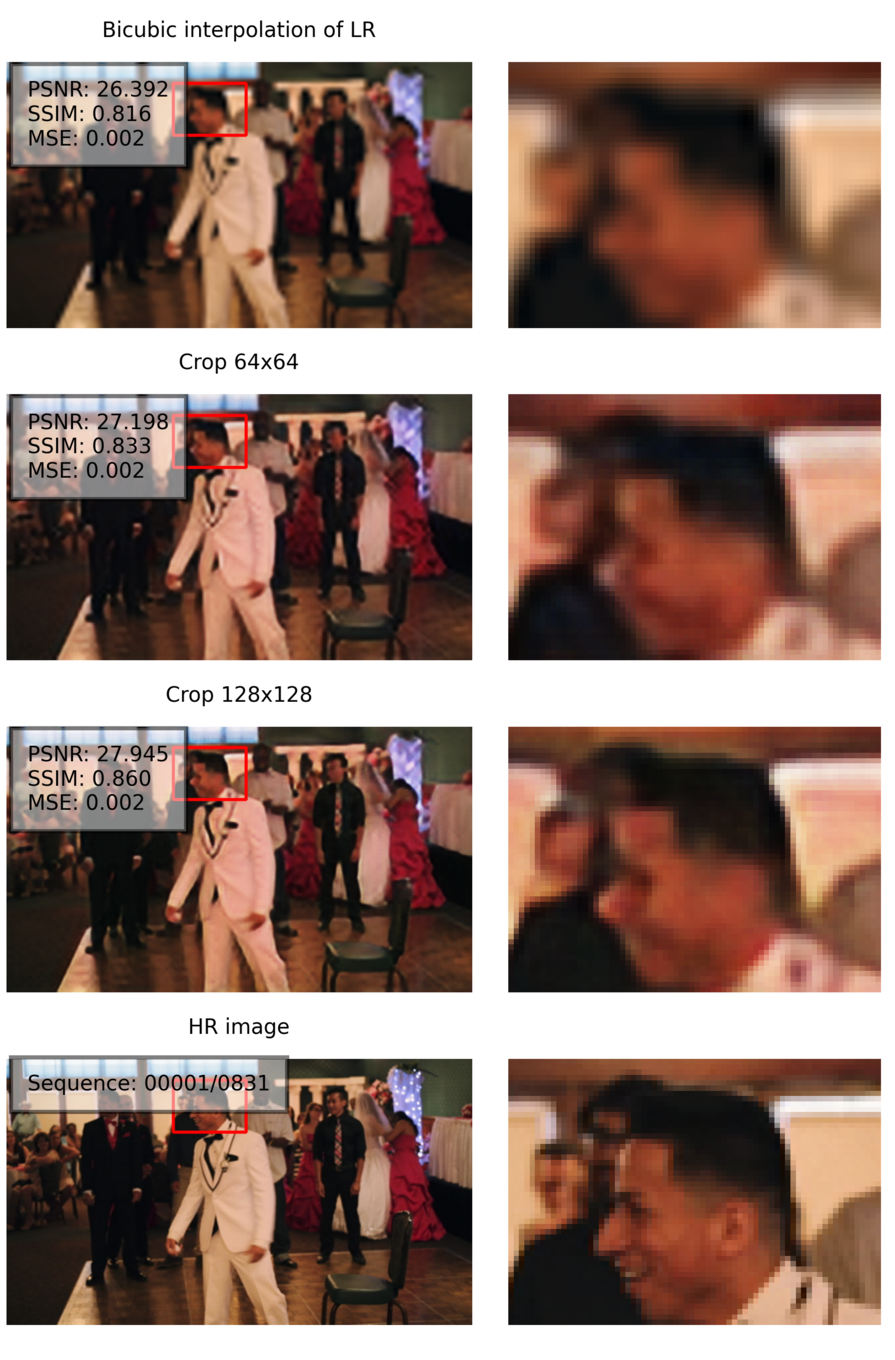 Bicubic interpolation of LR
PSNR: 26.392
SSIM: 0.816
MSE: 0.002
Crop 64x64
PSNR: 27.198
SSIM: 0.833
MSE: 0.002
Crop 128x128
PSNR: 27.945
SSIM: 0.860
MSE: 0.002
HR image
Sequence: 00001/0831